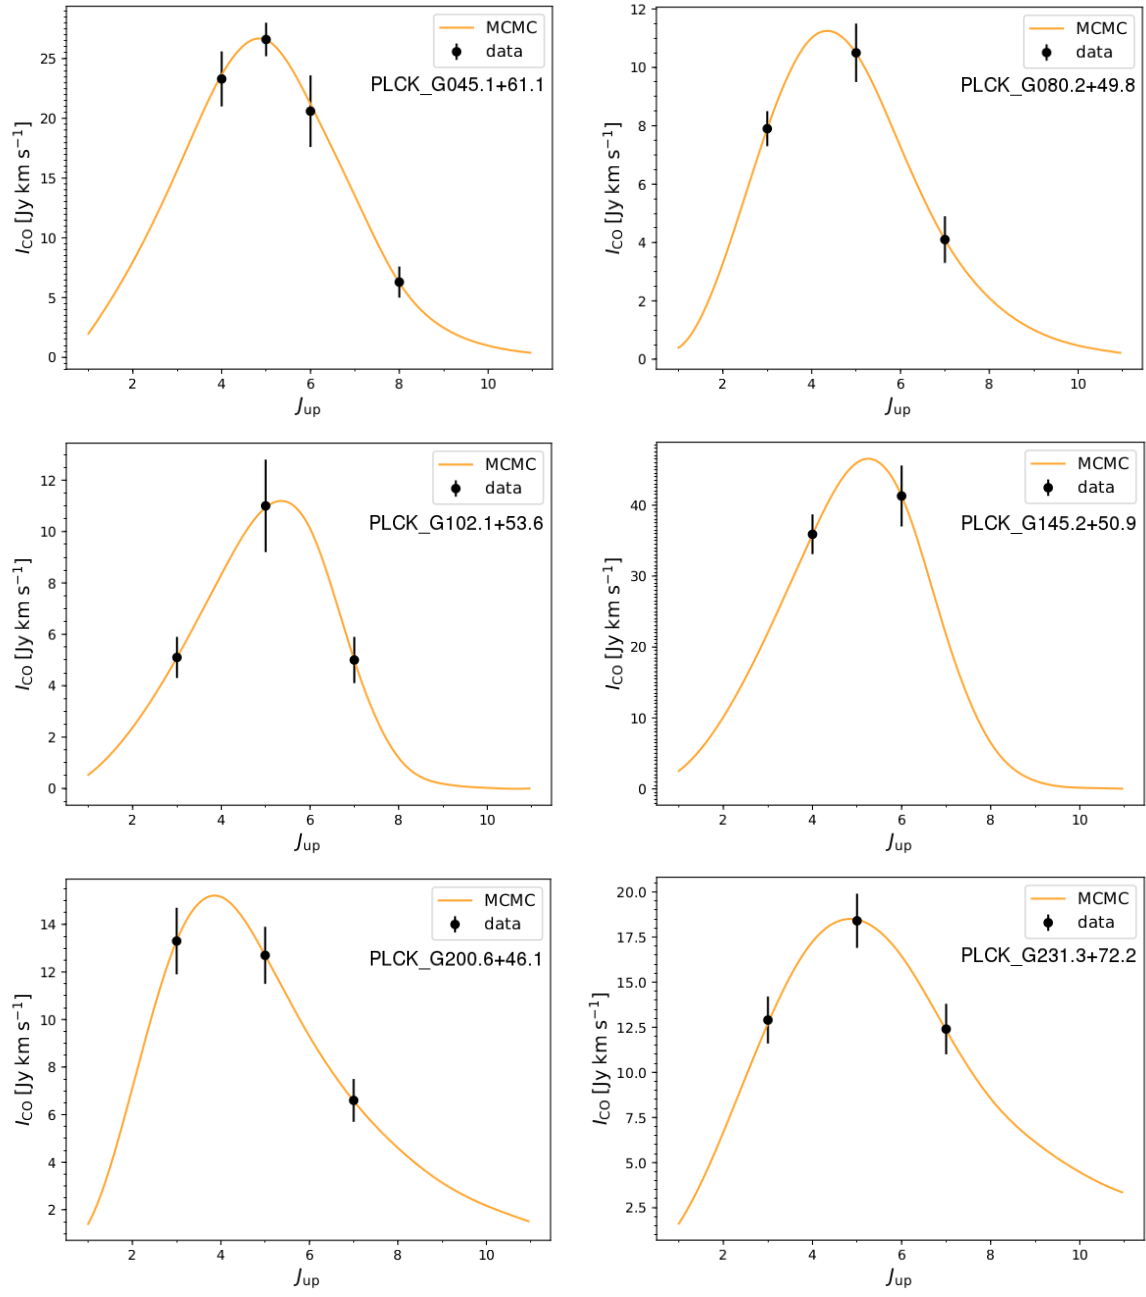 MCMC
data
PLCK_G045.1+61.1
I_CO [Jy km s⁻¹]
25
20
15
10
5
0
2 4 6 8 10
J_up
MCMC
data
PLCK_G080.2+49.8
I_CO [Jy km s⁻¹]
12
10
8
6
4
2
0
2 4 6 8 10
J_up
MCMC
data
PLCK_G102.1+53.6
I_CO [Jy km s⁻¹]
12
10
8
6
4
2
0
2 4 6 8 10
J_up
MCMC
data
PLCK_G145.2+50.9
I_CO [Jy km s⁻¹]
40
30
20
10
0
2 4 6 8 10
J_up
MCMC
data
PLCK_G200.6+46.1
I_CO [Jy km s⁻¹]
14
12
10
8
6
4
2
2 4 6 8 10
J_up
MCMC
data
PLCK_G231.3+72.2
I_CO [Jy km s⁻¹]
20.0
17.5
15.0
12.5
10.0
7.5
5.0
2.5
2 4 6 8 10
J_up